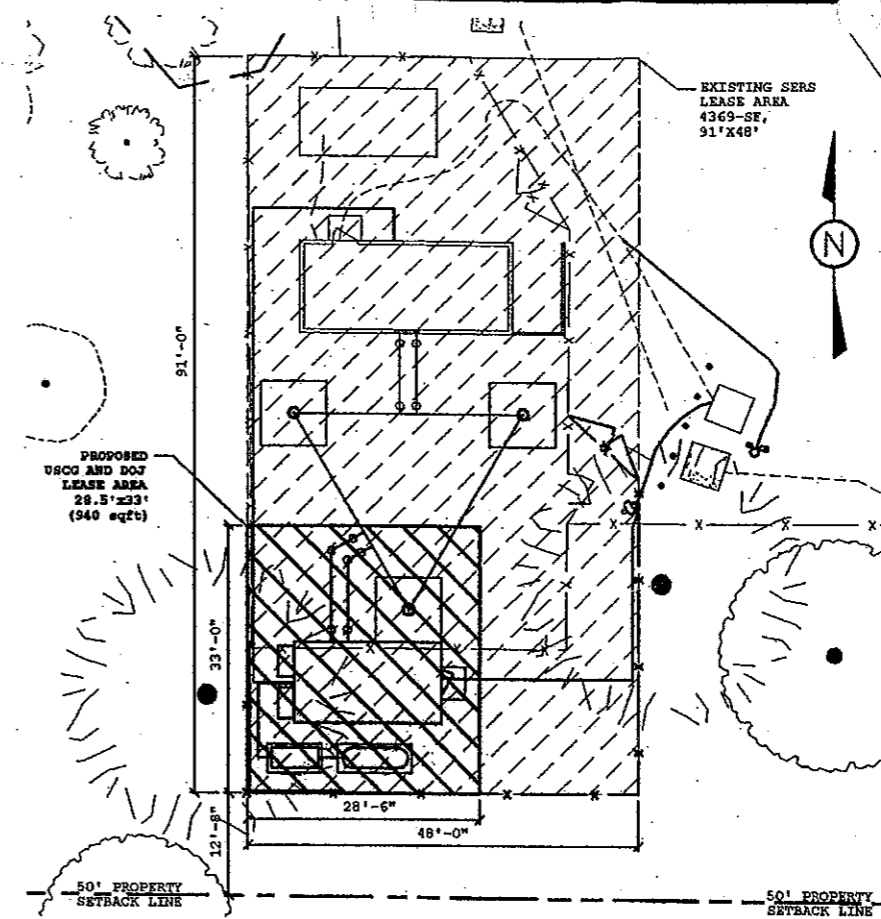 EXISTING SERS
LEASE AREA
4369-SF,
91'X48'
N
91'-0"
PROPOSED
USCG AND DOJ
LEASE AREA
28.5'x33'
(940 sqft)
33'-0"
28'-6"
48'-0"
12'-8"
50' PROPERTY
SETBACK LINE
50' PROPERTY
SETBACK LINE